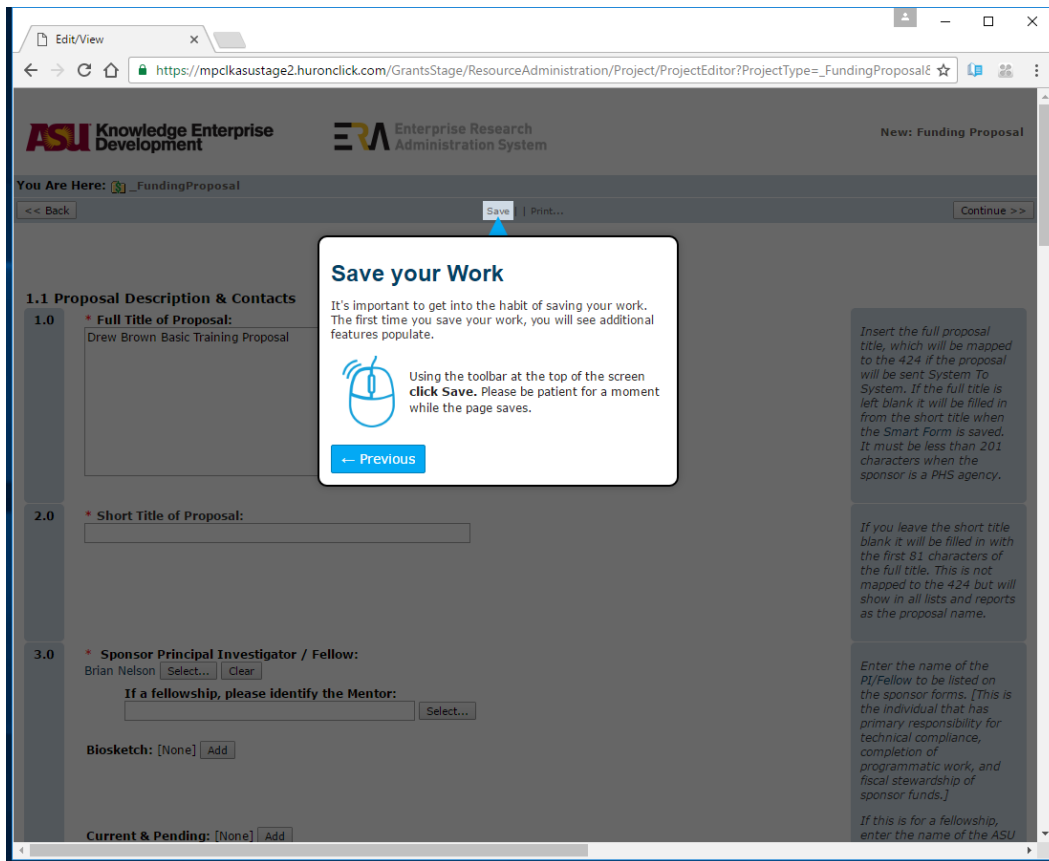 Edit/View
https://mpclkasustage2.huronclick.com/GrantsStage/ResourceAdministration/Project/ProjectEditor?ProjectType=_FundingProposal&
ASU Knowledge Enterprise
Development
ERA Enterprise Research
Administration System
New: Funding Proposal
You Are Here: _FundingProposal
<< Back
Save | | Print...
Continue >>
Save your Work
It's important to get into the habit of saving your work.
The first time you save your work, you will see additional
features populate.
Using the toolbar at the top of the screen
click Save. Please be patient for a moment
while the page saves.
← Previous
1.1 Proposal Description & Contacts
1.0 * Full Title of Proposal:
Drew Brown Basic Training Proposal
Insert the full proposal
title, which will be mapped
to the 424 if the proposal
will be sent System To
System. If the full title is
left blank it will be filled in
from the short title when
the Smart Form is saved.
It must be less than 201
characters when the
sponsor is a PHS agency.
2.0 * Short Title of Proposal:
If you leave the short title
blank it will be filled in with
the first 81 characters of
the full title. This is not
mapped to the 424 but will
show in all lists and reports
as the proposal name.
3.0 * Sponsor Principal Investigator / Fellow:
Brian Nelson Select... Clear
If a fellowship, please identify the Mentor:
Select...
Biosketch: [None] Add
Current & Pending: [None] Add
Enter the name of the
PI/Fellow to be listed on
the sponsor forms. [This is
the individual that has
primary responsibility for
technical compliance,
completion of
programmatic work, and
fiscal stewardship of
sponsor funds.]
If this is for a fellowship,
enter the name of the ASU